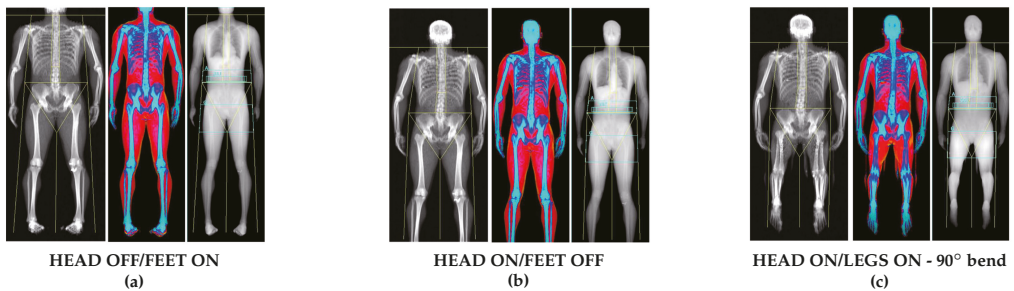 HEAD OFF/FEET ON
(a)
HEAD ON/FEET OFF
(b)
HEAD ON/LEGS ON - 90° bend
(c)